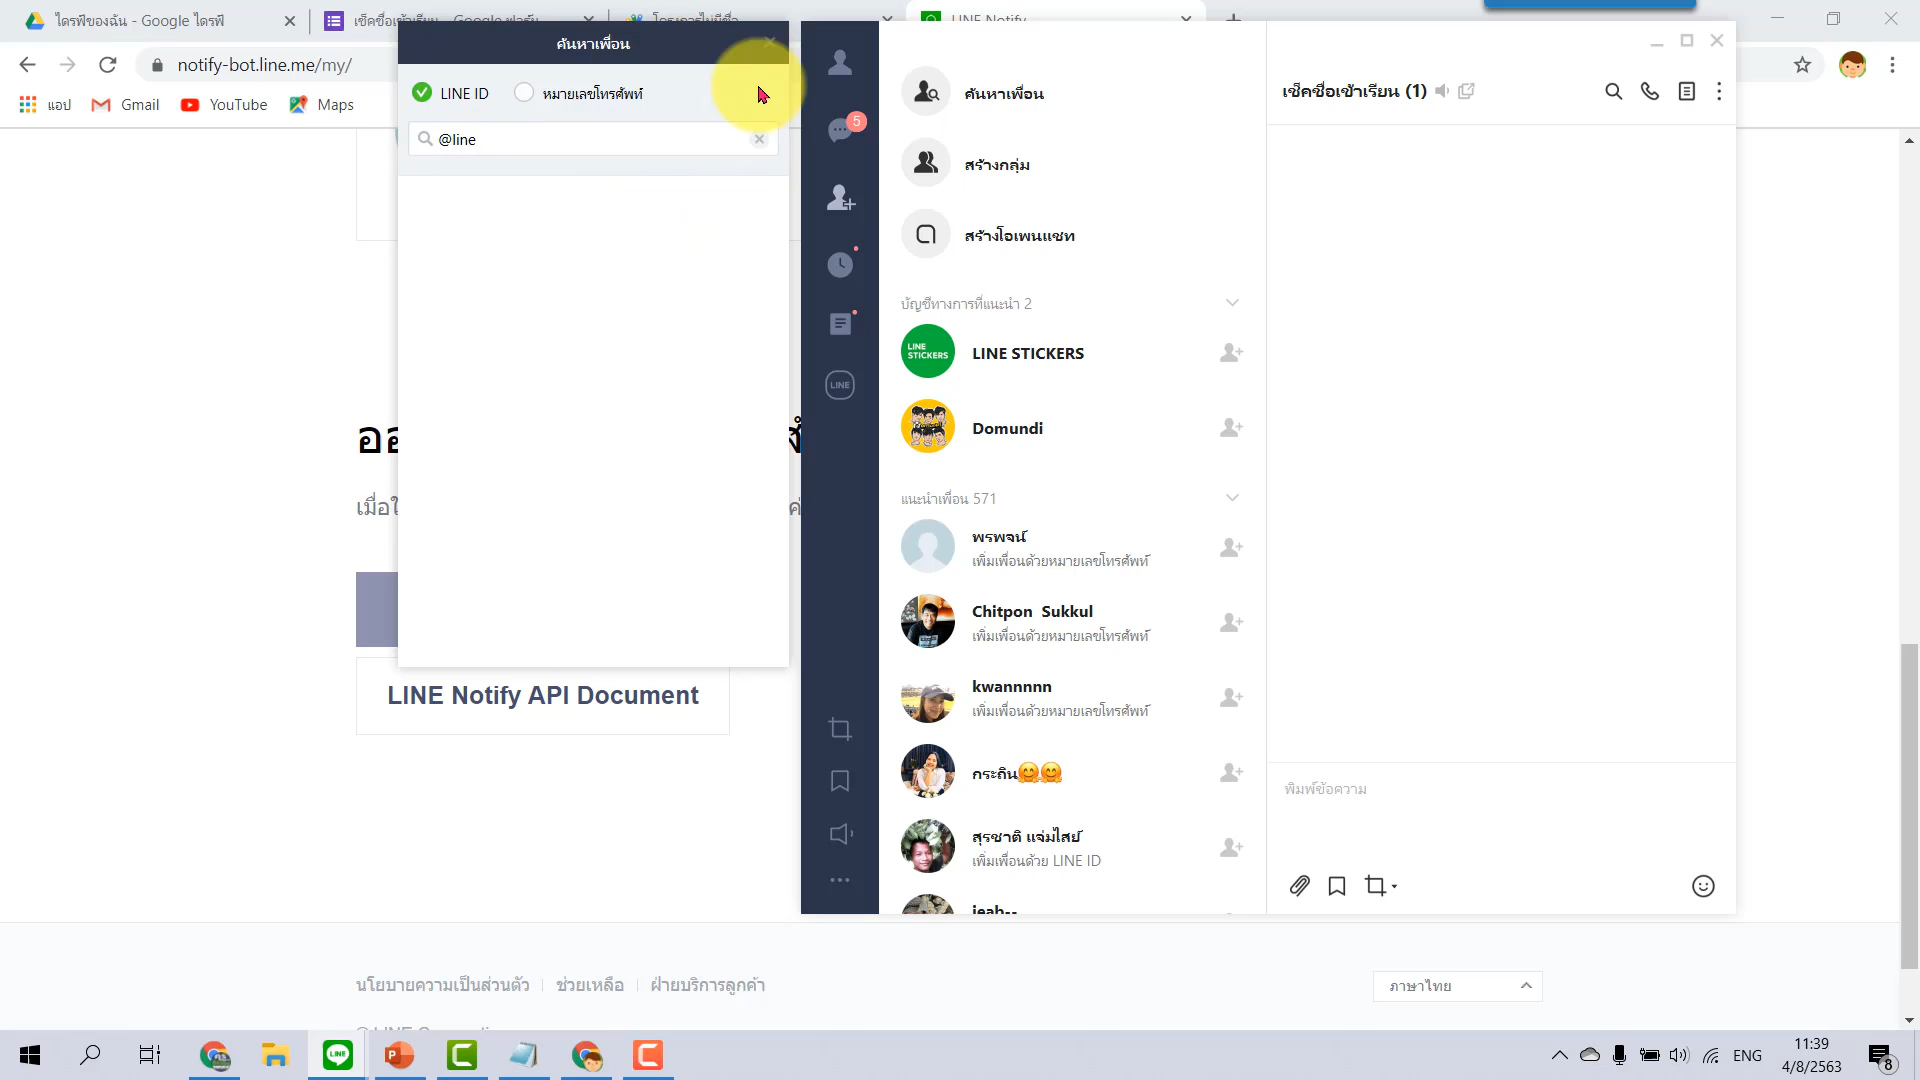 ไดรฟ์ของฉัน - Google ไดรฟ์
LINE Notify
notify-bot.line.me/my/
แอป
Gmail
YouTube
Maps
ค้นหาเพื่อน
LINE ID
หมายเลขโทรศัพท์
@line
5
LINE
ค้นหาเพื่อน
สร้างกลุ่ม
สร้างโอเพนแชท
บัญชีทางการที่แนะนำ 2
LINE STICKERS
LINE STICKERS
Domundi
แนะนำเพื่อน 571
พรพจน์
เพิ่มเพื่อนด้วยหมายเลขโทรศัพท์
Chitpon Sukkul
เพิ่มเพื่อนด้วยหมายเลขโทรศัพท์
kwannnnn
เพิ่มเพื่อนด้วยหมายเลขโทรศัพท์
กระถิน🤗🤗
สุรชาติ แจ่มใสย์
เพิ่มเพื่อนด้วย LINE ID
jeab--
เช็คชื่อเข้าเรียน (1)
พิมพ์ข้อความ
LINE Notify API Document
นโยบายความเป็นส่วนตัว
ช่วยเหลือ
ฝ่ายบริการลูกค้า
ภาษาไทย
LINE
ENG
11:39
4/8/2563
8